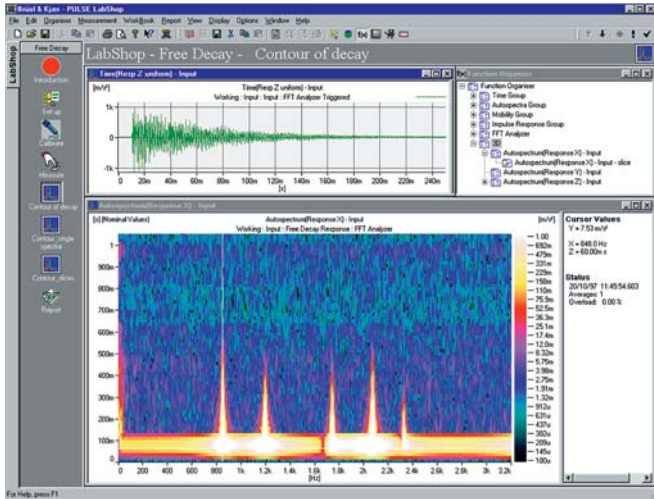 Brüel & Kjær - PULSE LabShop
File Edit Organiser Measurement WorkBook Report View Display Options Window Help
LabShop
Free Decay
Introduction
Set up
Calibrate
Measure
Contour of decay
Contour_single spectra
Contour_slices
Report
LabShop - Free Decay - Contour of decay
Time(Resp.Z uniform) - Input
[m/s²]
Time(Resp.Z uniform) - Input
Working : Input : Input : FFT Analyzer Triggered
1k
0
-1k
0 20m 40m 60m 80m 100m 120m 140m 160m 180m 200m 220m 240m
[s]
Function Organiser
Function Organiser
Time Group
Autospectra Group
Mobility Group
Impulse Response Group
FFT Analyzer
3D
Autospectrum(Response X) - Input
Autospectrum(Response X) - Input - slice
Autospectrum(Response Y) - Input
Autospectrum(Response Z) - Input
Autospectrum(Response X) - Input
[s] (Nominal Values)
Autospectrum(Response X) - Input
[m/s²]
Working : Input : Free Decay Response : FFT Analyzer
1
900m
800m
700m
600m
500m
400m
300m
200m
100m
0
0 200 400 600 800 1k 1.2k 1.4k 1.6k 1.8k 2k 2.2k 2.4k 2.6k 2.8k 3k 3.2k
[Hz]
1.00
692m
479m
331m
229m
158m
110m
75.9m
52.5m
36.3m
25.1m
17.4m
12.0m
8.32m
5.75m
3.98m
2.75m
1.91m
1.32m
912u
631u
437u
302u
209u
145u
100u
Cursor Values
Y = 7.53 m/s²
X = 848.0 Hz
Z = 60.00m s
Status
20/10/97 11:45:54.603
Averages: 1
Overload: 0.00 %
For Help, press F1